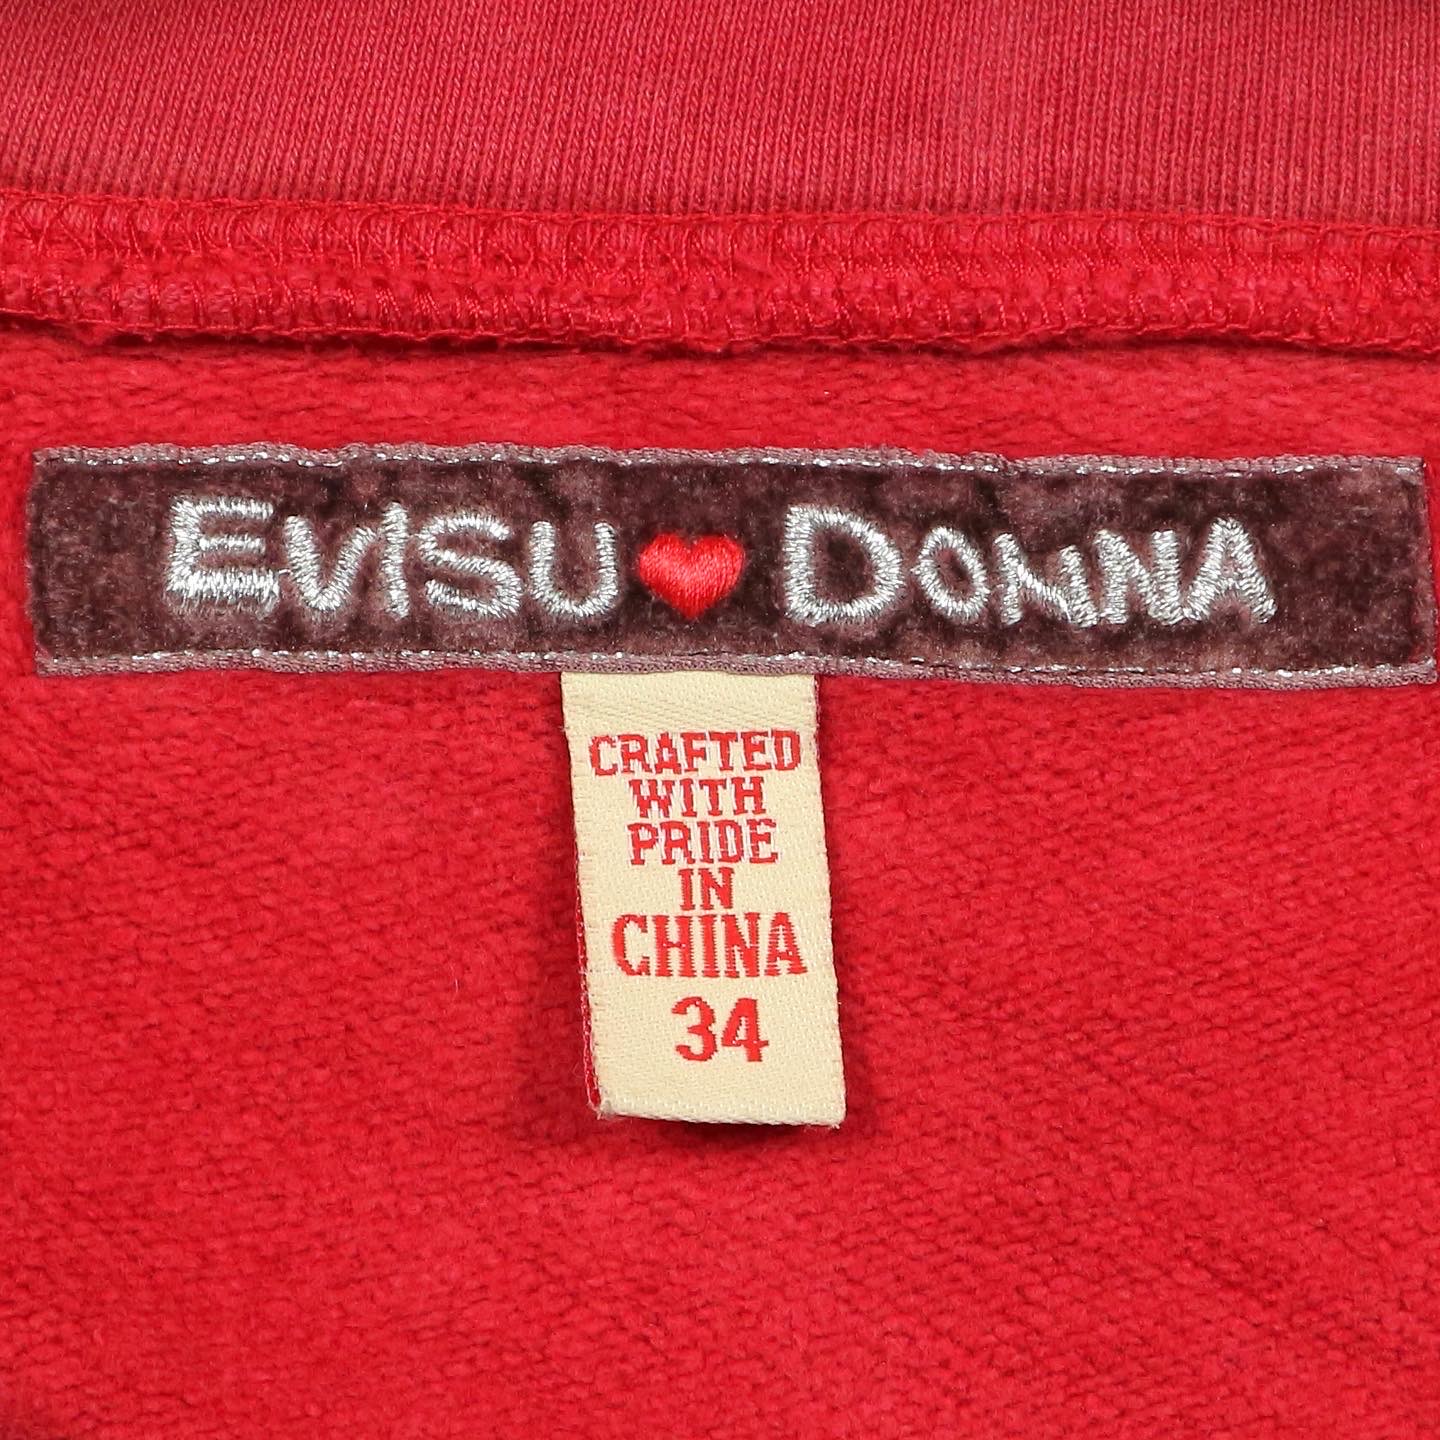 EVISU DONNA
CRAFTED
WITH
PRIDE
IN
CHINA
34